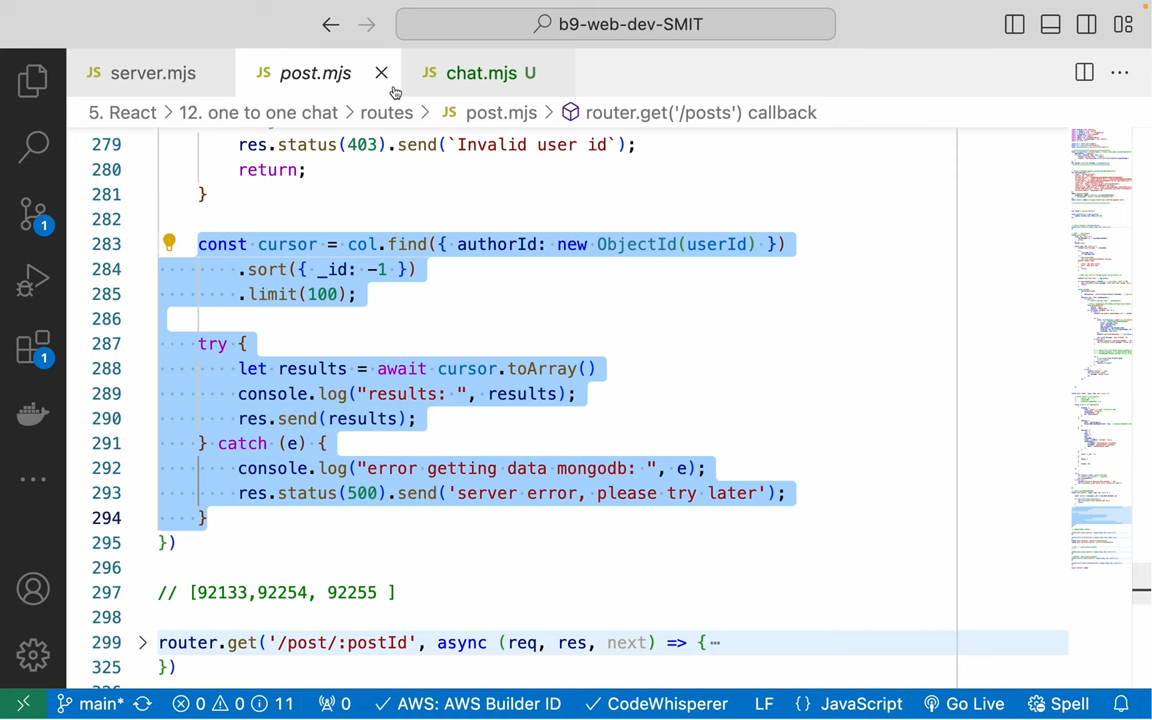 b9-web-dev-SMIT
JS server.mjs
JS post.mjs
JS chat.mjs U
5. React > 12. one to one chat > routes > JS post.mjs > router.get('/posts') callback
279 res.status(403).send(`Invalid user id`);
280 return;
281 }
282
283 const cursor = col.find({ authorId: new ObjectId(userId) })
284 .sort({ _id: -1 })
285 .limit(100);
286
287 try {
288 let results = await cursor.toArray()
289 console.log("results: ", results);
290 res.send(results);
291 } catch (e) {
292 console.log("error getting data mongodb: ", e);
293 res.status(500).send('server error, please try later');
294 }
295 })
296
297 // [92133,92254, 92255 ]
298
299 > router.get('/post/:postId', async (req, res, next) => {⋯
325 })
1
1
main* 0 0 11 0 AWS: AWS Builder ID CodeWhisperer LF {} JavaScript Go Live Spell